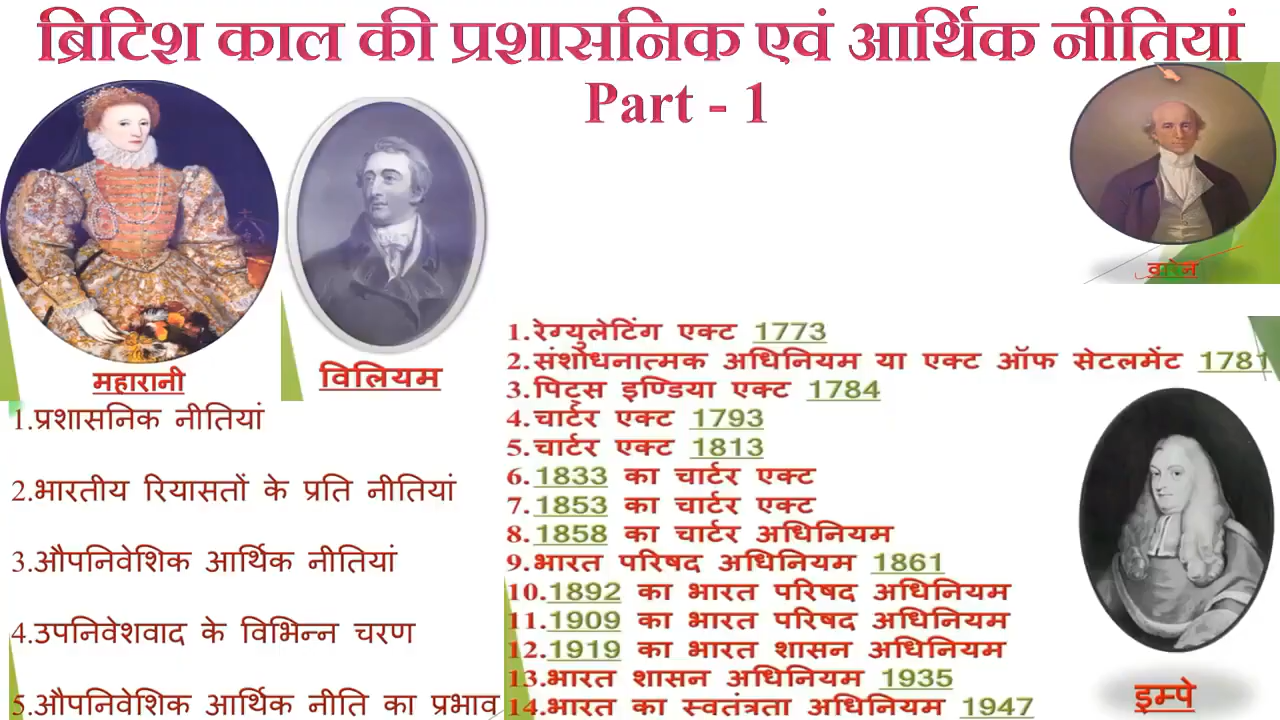 ब्रिटिश काल की प्रशासनिक एवं आर्थिक नीतियां
Part - 1
महारानी
विलियम
वारेन
1.प्रशासनिक नीतियां
2.भारतीय रियासतों के प्रति नीतियां
3.औपनिवेशिक आर्थिक नीतियां
4.उपनिवेशवाद के विभिन्न चरण
5.औपनिवेशिक आर्थिक नीति का प्रभाव
1.रेग्युलेटिंग एक्ट 1773
2.संशोधनात्मक अधिनियम या एक्ट ऑफ सेटलमेंट 1781
3.पिट्स इण्डिया एक्ट 1784
4.चार्टर एक्ट 1793
5.चार्टर एक्ट 1813
6.1833 का चार्टर एक्ट
7.1853 का चार्टर एक्ट
8.1858 का चार्टर अधिनियम
9.भारत परिषद अधिनियम 1861
10.1892 का भारत परिषद अधिनियम
11.1909 का भारत परिषद अधिनियम
12.1919 का भारत शासन अधिनियम
13.भारत शासन अधिनियम 1935
14.भारत का स्वतंत्रता अधिनियम 1947
इम्पे